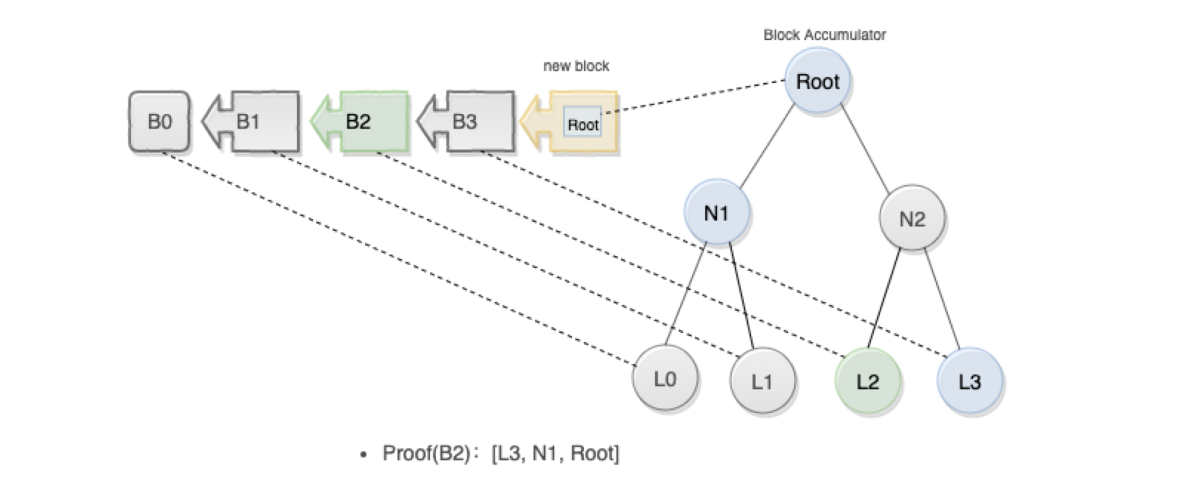 Block Accumulator
new block
Root
B0 B1 B2 B3 Root
N1 N2
L0 L1 L2 L3
• Proof(B2): [L3, N1, Root]